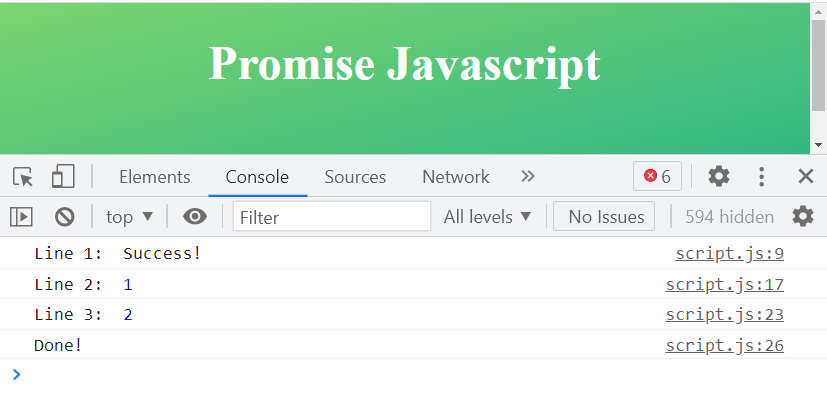 Promise Javascript
Elements Console Sources Network » 6
top ▼ Filter All levels ▼ No Issues 594 hidden
Line 1: Success! script.js:9
Line 2: 1 script.js:17
Line 3: 2 script.js:23
Done! script.js:26